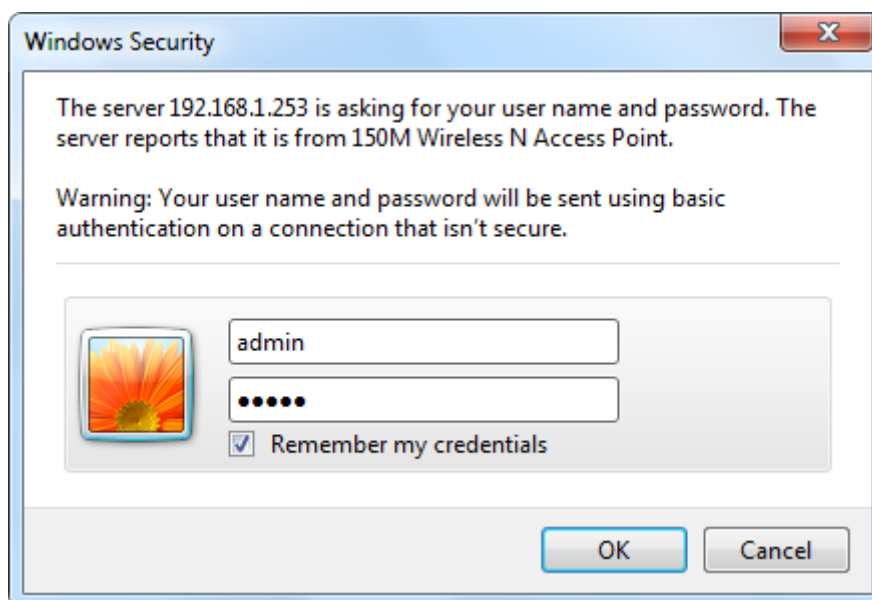 Windows Security
The server 192.168.1.253 is asking for your user name and password. The
server reports that it is from 150M Wireless N Access Point.
Warning: Your user name and password will be sent using basic
authentication on a connection that isn't secure.
admin
●●●●●
Remember my credentials
OK
Cancel